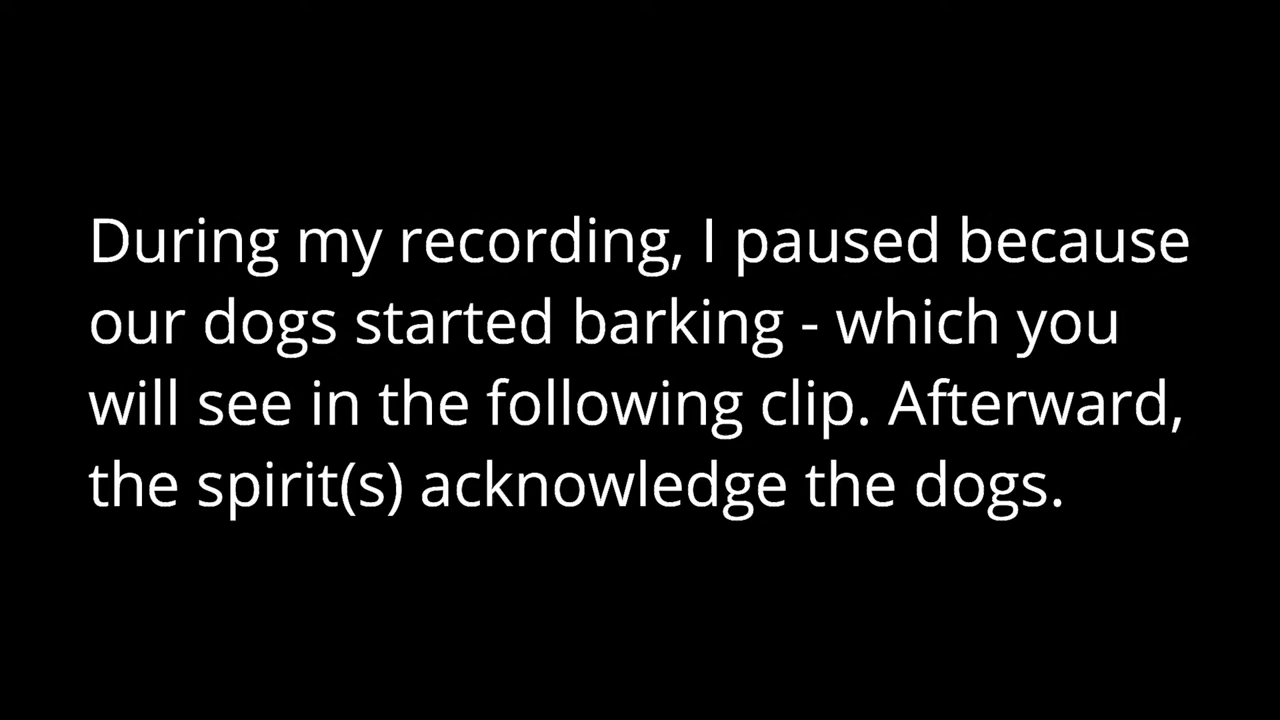 During my recording, I paused because
our dogs started barking - which you
will see in the following clip. Afterward,
the spirit(s) acknowledge the dogs.